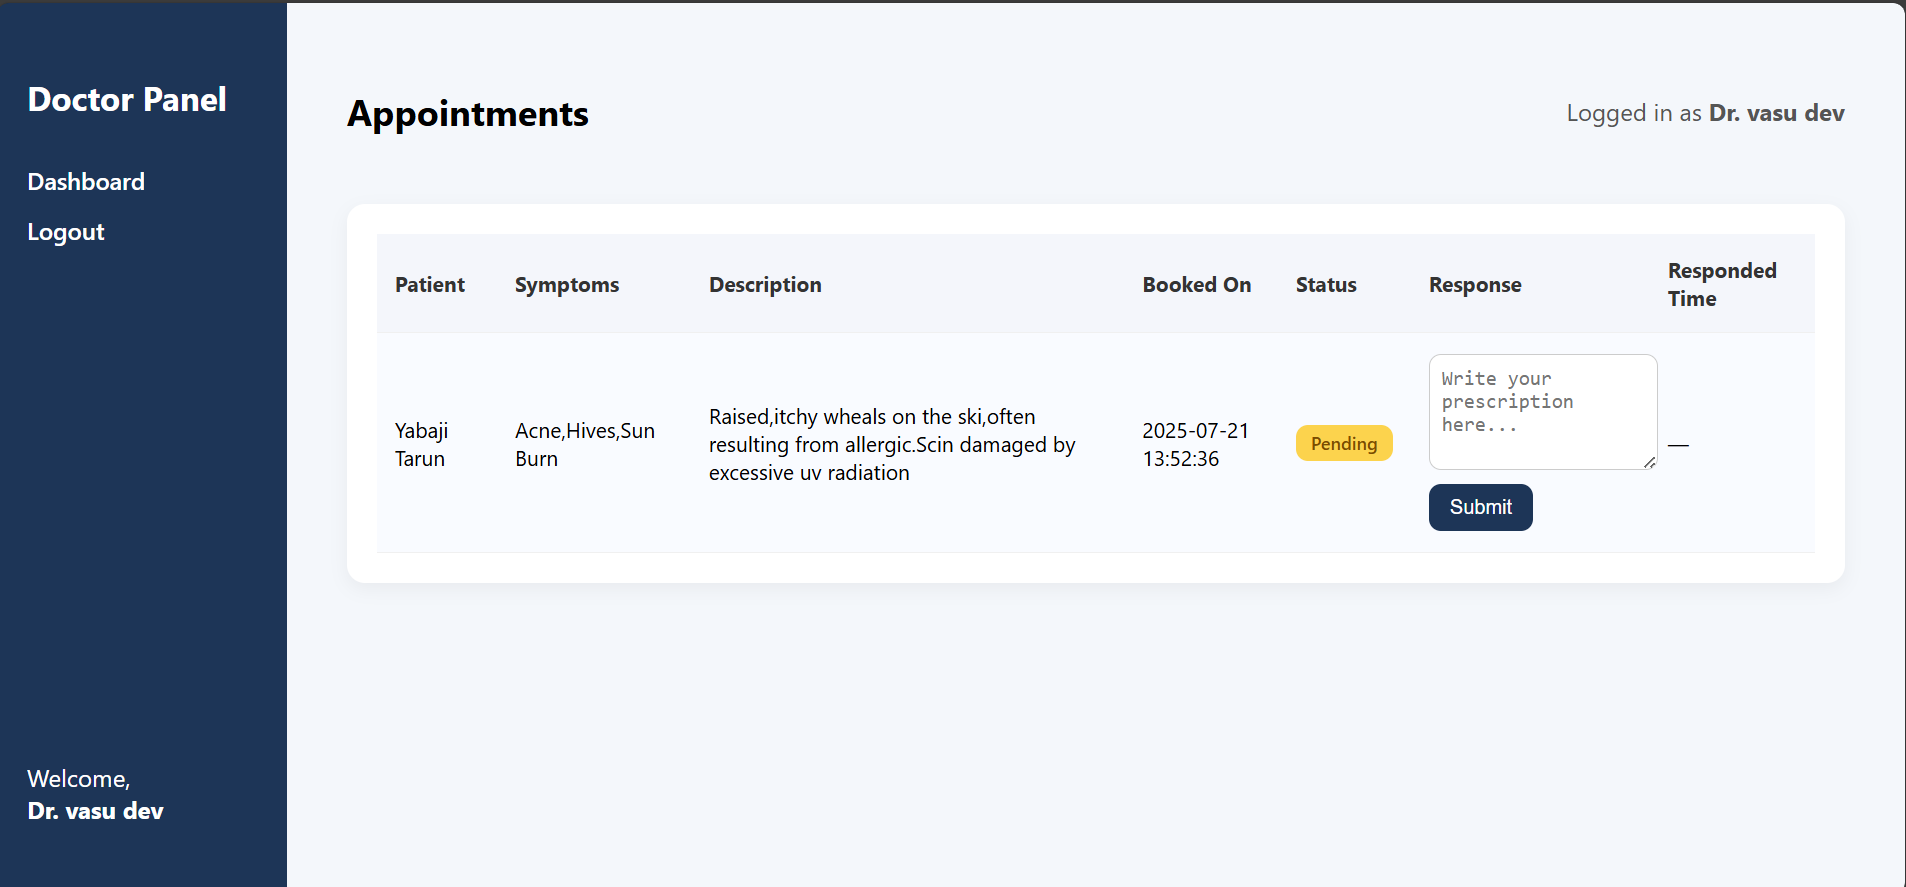 Doctor Panel
Dashboard
Logout
Welcome,
Dr. vasu dev
Appointments
Logged in as Dr. vasu dev
Patient
Symptoms
Description
Booked On
Status
Response
Responded
Time
Yabaji
Tarun
Acne,Hives,Sun
Burn
Raised,itchy wheals on the ski,often
resulting from allergic.Scin damaged by
excessive uv radiation
2025-07-21
13:52:36
Pending
Write your
prescription
here...
Submit
—